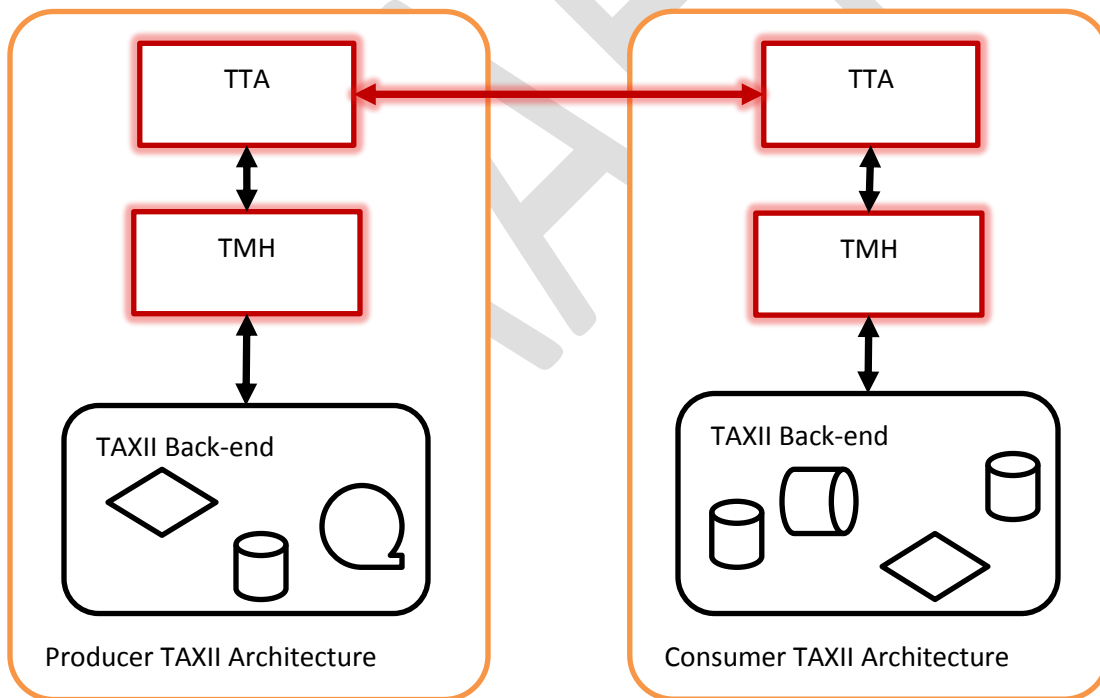 TTA
TTA
TMH
TMH
TAXII Back-end
TAXII Back-end
Producer TAXII Architecture
Consumer TAXII Architecture